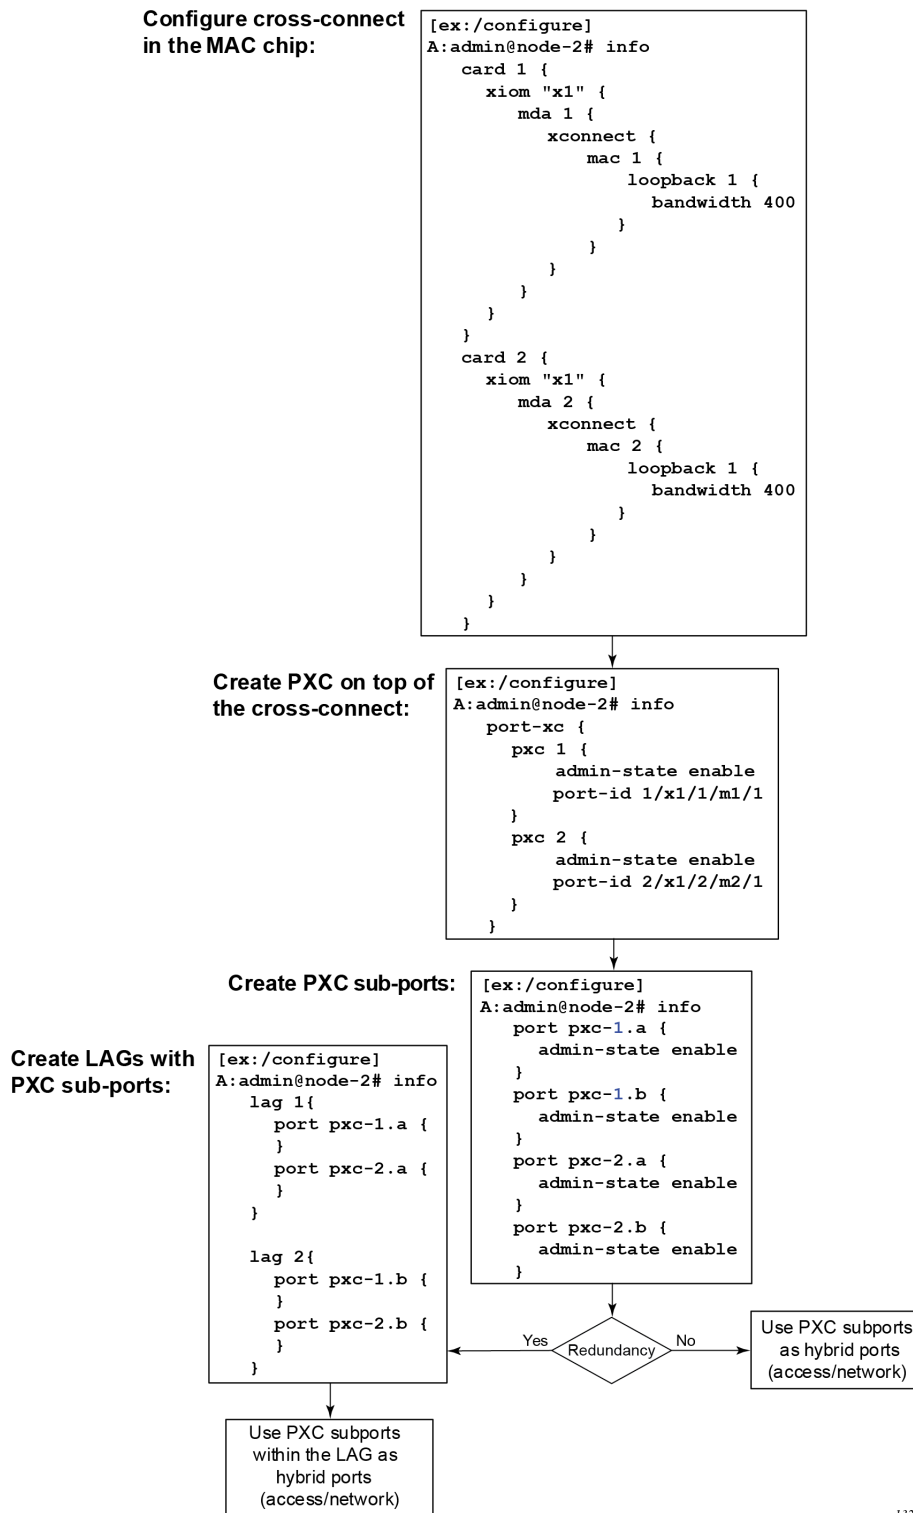 Configure cross-connect
in the MAC chip:
[ex:/configure]
A:admin@node-2# info
card 1 {
xiom "x1" {
mda 1 {
xconnect {
mac 1 {
loopback 1 {
bandwidth 400
}
}
}
}
}
}
card 2 {
xiom "x1" {
mda 2 {
xconnect {
mac 2 {
loopback 1 {
bandwidth 400
}
}
}
}
}
}
Create PXC on top of
the cross-connect:
[ex:/configure]
A:admin@node-2# info
port-xc {
pxc 1 {
admin-state enable
port-id 1/x1/1/m1/1
}
pxc 2 {
admin-state enable
port-id 2/x1/2/m2/1
}
}
Create PXC sub-ports:
[ex:/configure]
A:admin@node-2# info
port pxc-1.a {
admin-state enable
}
port pxc-1.b {
admin-state enable
}
port pxc-2.a {
admin-state enable
}
port pxc-2.b {
admin-state enable
}
Create LAGs with
PXC sub-ports:
[ex:/configure]
A:admin@node-2# info
lag 1{
port pxc-1.a {
}
port pxc-2.a {
}
}
lag 2{
port pxc-1.b {
}
port pxc-2.b {
}
}
Yes
Redundancy
No
Use PXC subports
as hybrid ports
(access/network)
Use PXC subports
within the LAG as
hybrid ports
(access/network)